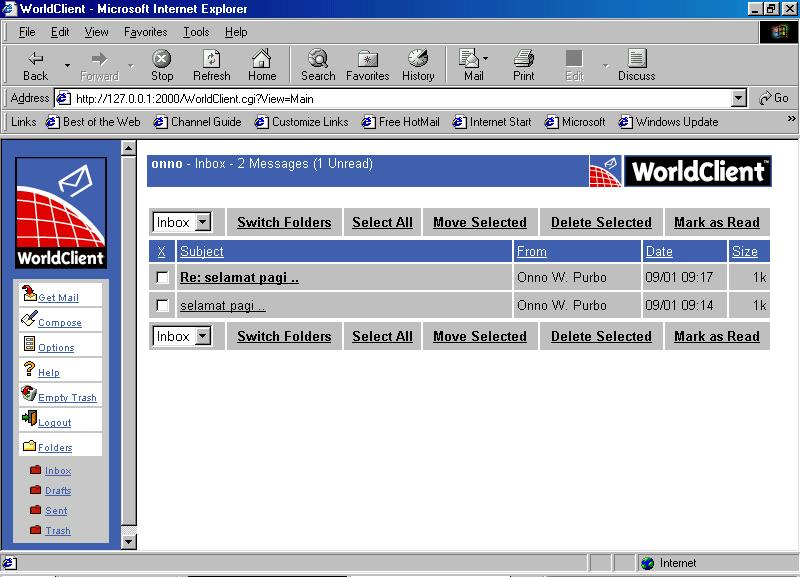 WorldClient - Microsoft Internet Explorer
File Edit View Favorites Tools Help
Back Forward Stop Refresh Home Search Favorites History Mail Print Edit Discuss
Address http://127.0.0.1:2000/WorldClient.cgi?View=Main Go
Links Best of the Web Channel Guide Customize Links Free HotMail Internet Start Microsoft Windows Update »
onno - Inbox - 2 Messages (1 Unread) WorldClient™
WorldClient
Get Mail
Compose
Options
Help
Empty Trash
Logout
Folders
Inbox
Drafts
Sent
Trash
Inbox Switch Folders Select All Move Selected Delete Selected Mark as Read
X Subject From Date Size
Re: selamat pagi .. Onno W. Purbo 09/01 09:17 1k
selamat pagi .. Onno W. Purbo 09/01 09:14 1k
Inbox Switch Folders Select All Move Selected Delete Selected Mark as Read
Internet